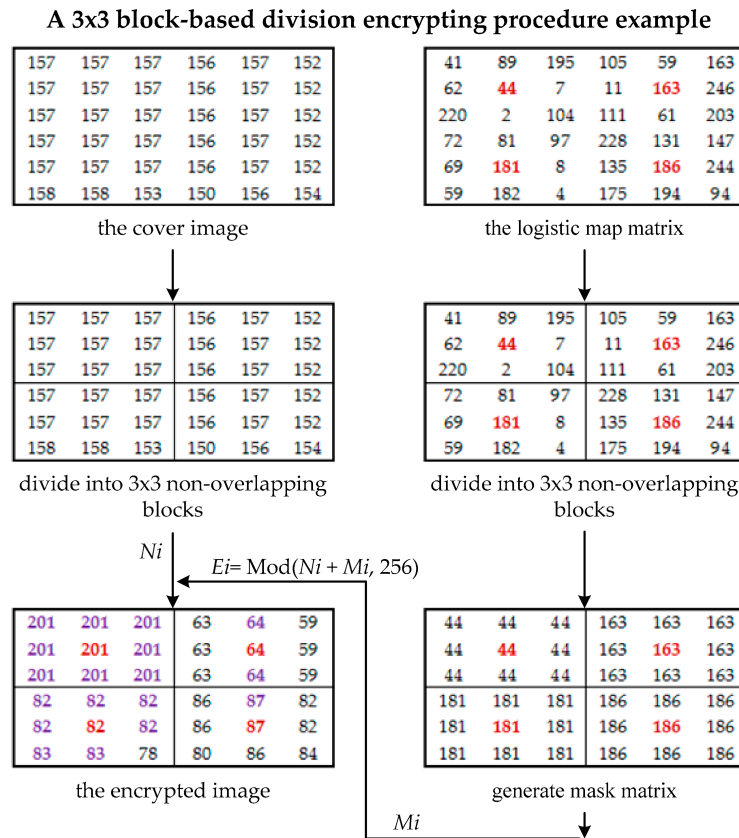 A 3x3 block-based division encrypting procedure example
157 157 157 156 157 152
157 157 157 156 157 152
157 157 157 156 157 152
157 157 157 156 157 152
157 157 157 156 157 152
158 158 153 150 156 154
the cover image
41 89 195 105 59 163
62 44 7 11 163 246
220 2 104 111 61 203
72 81 97 228 131 147
69 181 8 135 186 244
59 182 4 175 194 94
the logistic map matrix
157 157 157 156 157 152
157 157 157 156 157 152
157 157 157 156 157 152
157 157 157 156 157 152
157 157 157 156 157 152
158 158 153 150 156 154
divide into 3x3 non-overlapping
blocks
41 89 195 105 59 163
62 44 7 11 163 246
220 2 104 111 61 203
72 81 97 228 131 147
69 181 8 135 186 244
59 182 4 175 194 94
divide into 3x3 non-overlapping
blocks
Ni
Ei= Mod(Ni + Mi, 256)
201 201 201 63 64 59
201 201 201 63 64 59
201 201 201 63 64 59
82 82 82 86 87 82
82 82 82 86 87 82
83 83 78 80 86 84
the encrypted image
44 44 44 163 163 163
44 44 44 163 163 163
44 44 44 163 163 163
181 181 181 186 186 186
181 181 181 186 186 186
181 181 181 186 186 186
generate mask matrix
Mi